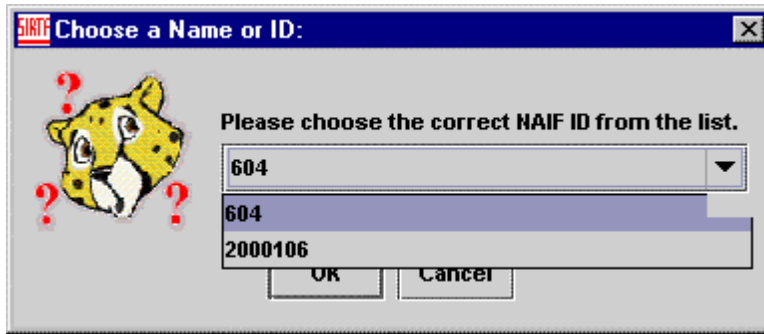 SIRTF Choose a Name or ID:
?
Please choose the correct NAIF ID from the list.
604
? ?
604
2000106
OK Cancel